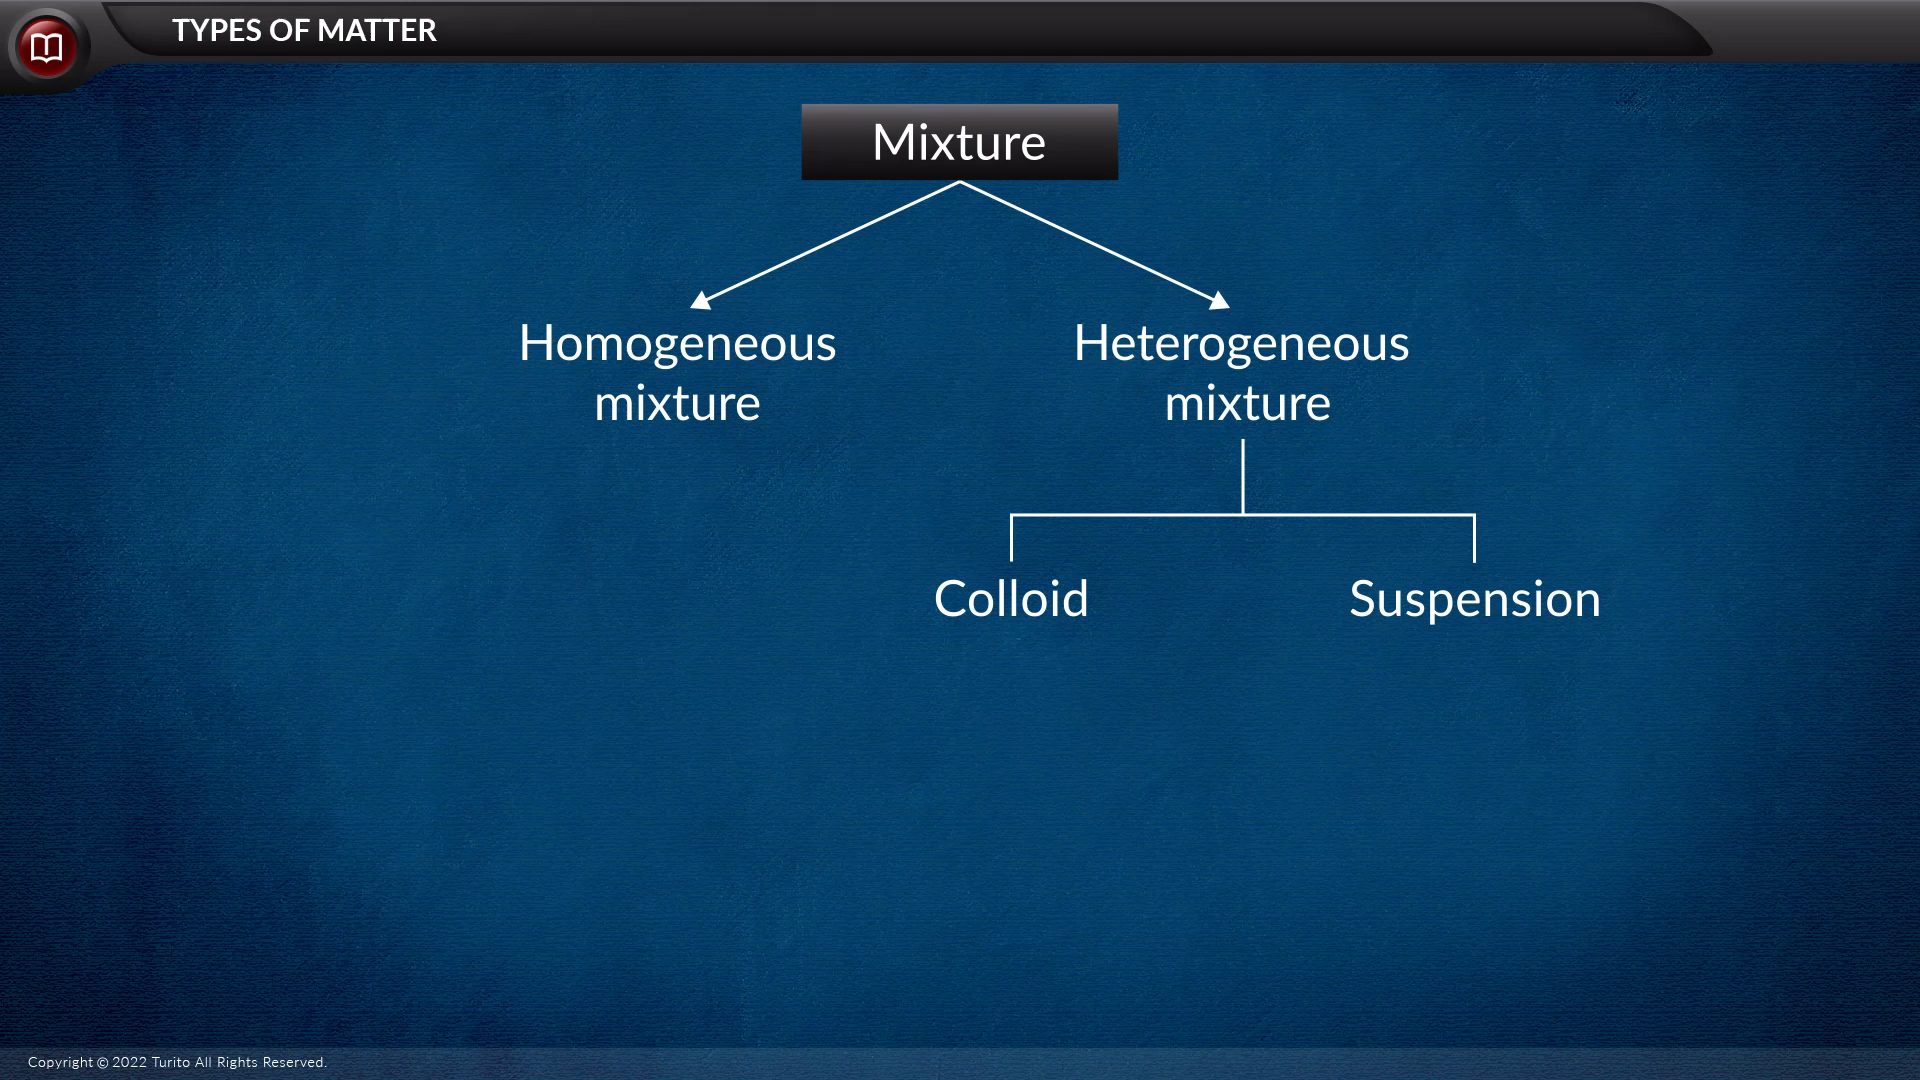 TYPES OF MATTER
Mixture
Homogeneous
mixture
Heterogeneous
mixture
Colloid
Suspension
Copyright © 2022 Turito All Rights Reserved.